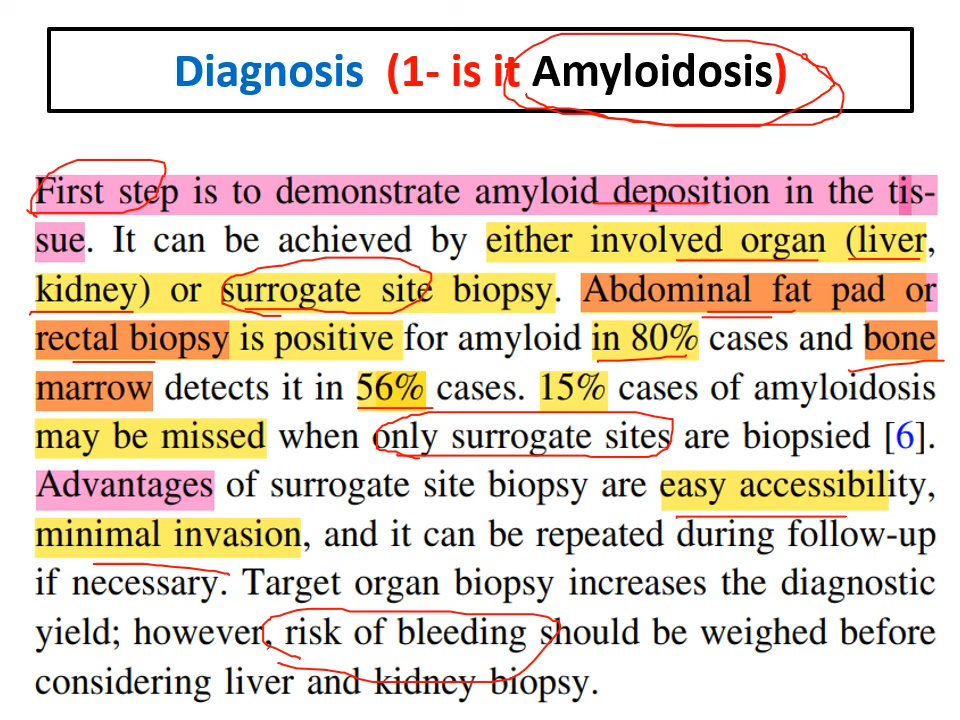 Diagnosis (1- is it Amyloidosis)
First step is to demonstrate amyloid deposition in the tis-
sue. It can be achieved by either involved organ (liver,
kidney) or surrogate site biopsy. Abdominal fat pad or
rectal biopsy is positive for amyloid in 80% cases and bone
marrow detects it in 56% cases. 15% cases of amyloidosis
may be missed when only surrogate sites are biopsied [6].
Advantages of surrogate site biopsy are easy accessibility,
minimal invasion, and it can be repeated during follow-up
if necessary. Target organ biopsy increases the diagnostic
yield; however, risk of bleeding should be weighed before
considering liver and kidney biopsy.